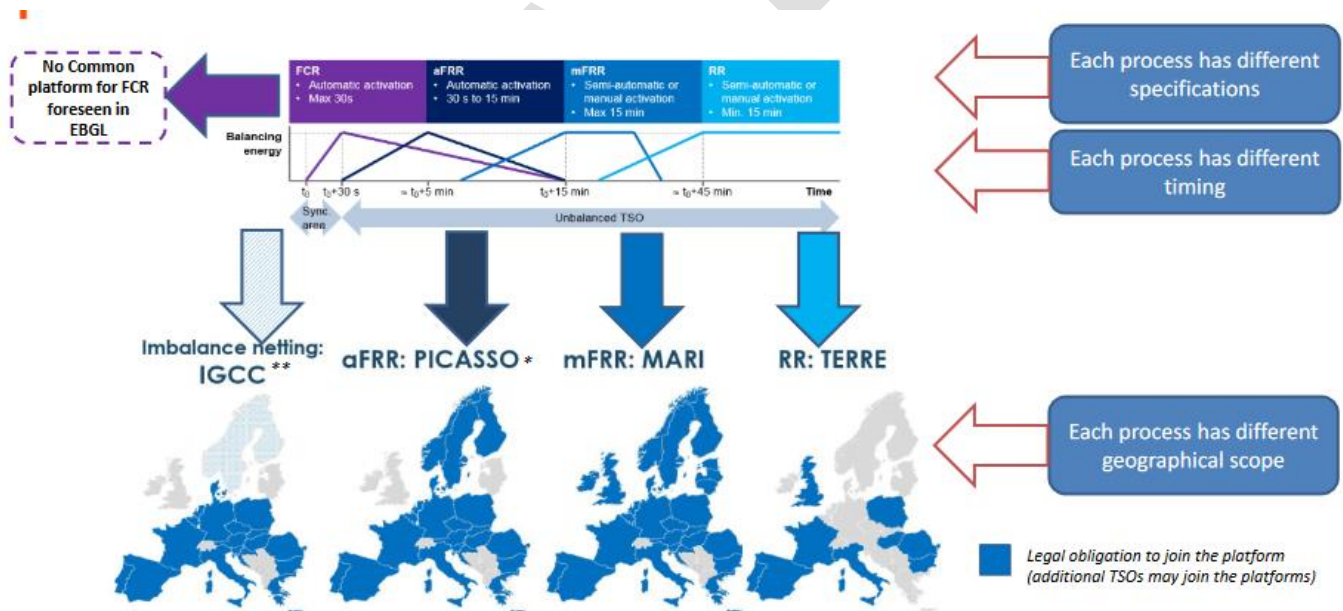 No Common
platform for FCR
foreseen in
EBGL
FCR
• Automatic activation
• Max 30s
aFRR
• Automatic activation
• 30 s to 15 min
mFRR
• Semi-automatic or
manual activation
• Max 15 min
RR
• Semi-automatic or
manual activation
• Min. 15 min
Each process has different
specifications
Balancing
energy
t₀
t₀+30 s
≈ t₀+5 min
t₀+15 min
≈ t₀+45 min
Time
Each process has different
timing
Sync
area
Unbalanced TSO
Imbalance netting:
IGCC **
aFRR: PICASSO *
mFRR: MARI
RR: TERRE
Each process has different
geographical scope
Legal obligation to join the platform
(additional TSOs may join the platforms)